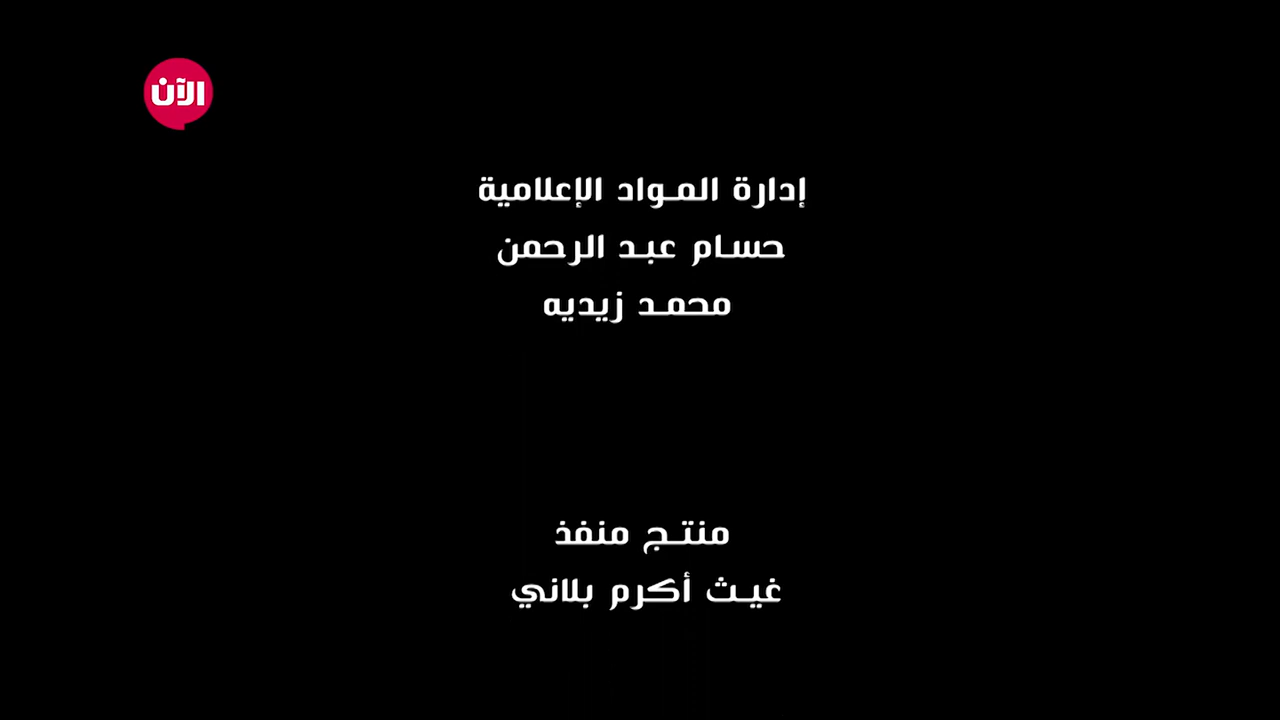 الآن
إدارة المواد الإعلامية
حسام عبد الرحمن
محمد زيديه
منتج منفذ
غيث أكرم بلاني